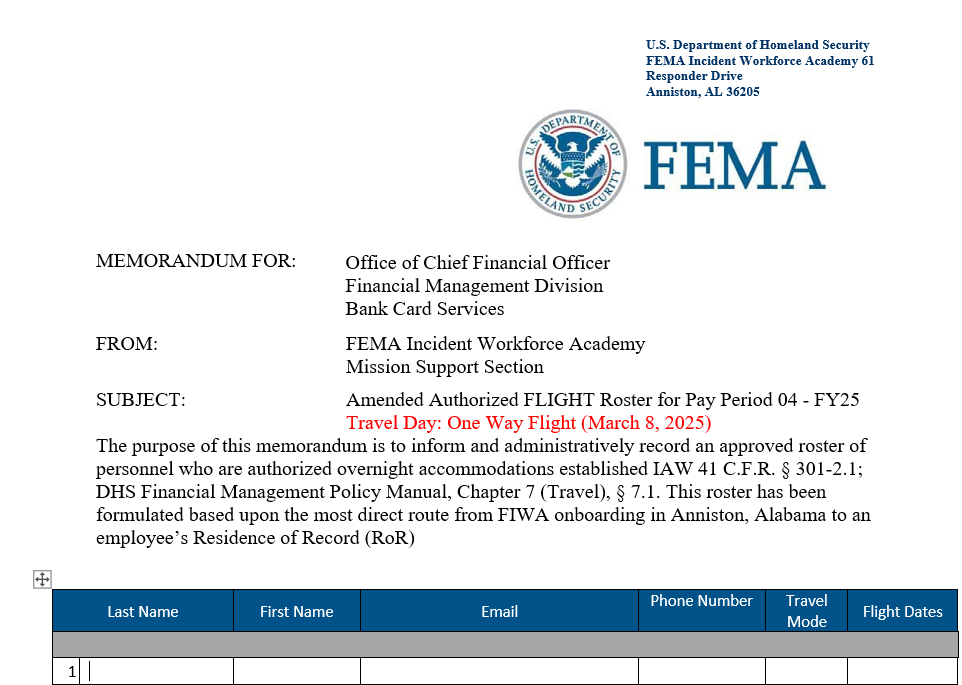 U.S. Department of Homeland Security
FEMA Incident Workforce Academy 61
Responder Drive
Anniston, AL 36205
U.S. DEPARTMENT OF
HOMELAND SECURITY
FEMA
MEMORANDUM FOR:
Office of Chief Financial Officer
Financial Management Division
Bank Card Services
FROM:
FEMA Incident Workforce Academy
Mission Support Section
SUBJECT:
Amended Authorized FLIGHT Roster for Pay Period 04 - FY25
Travel Day: One Way Flight (March 8, 2025)
The purpose of this memorandum is to inform and administratively record an approved roster of
personnel who are authorized overnight accommodations established IAW 41 C.F.R. § 301-2.1;
DHS Financial Management Policy Manual, Chapter 7 (Travel), § 7.1. This roster has been
formulated based upon the most direct route from FIWA onboarding in Anniston, Alabama to an
employee’s Residence of Record (RoR)
Last Name First Name Email Phone Number Travel Mode Flight Dates
1